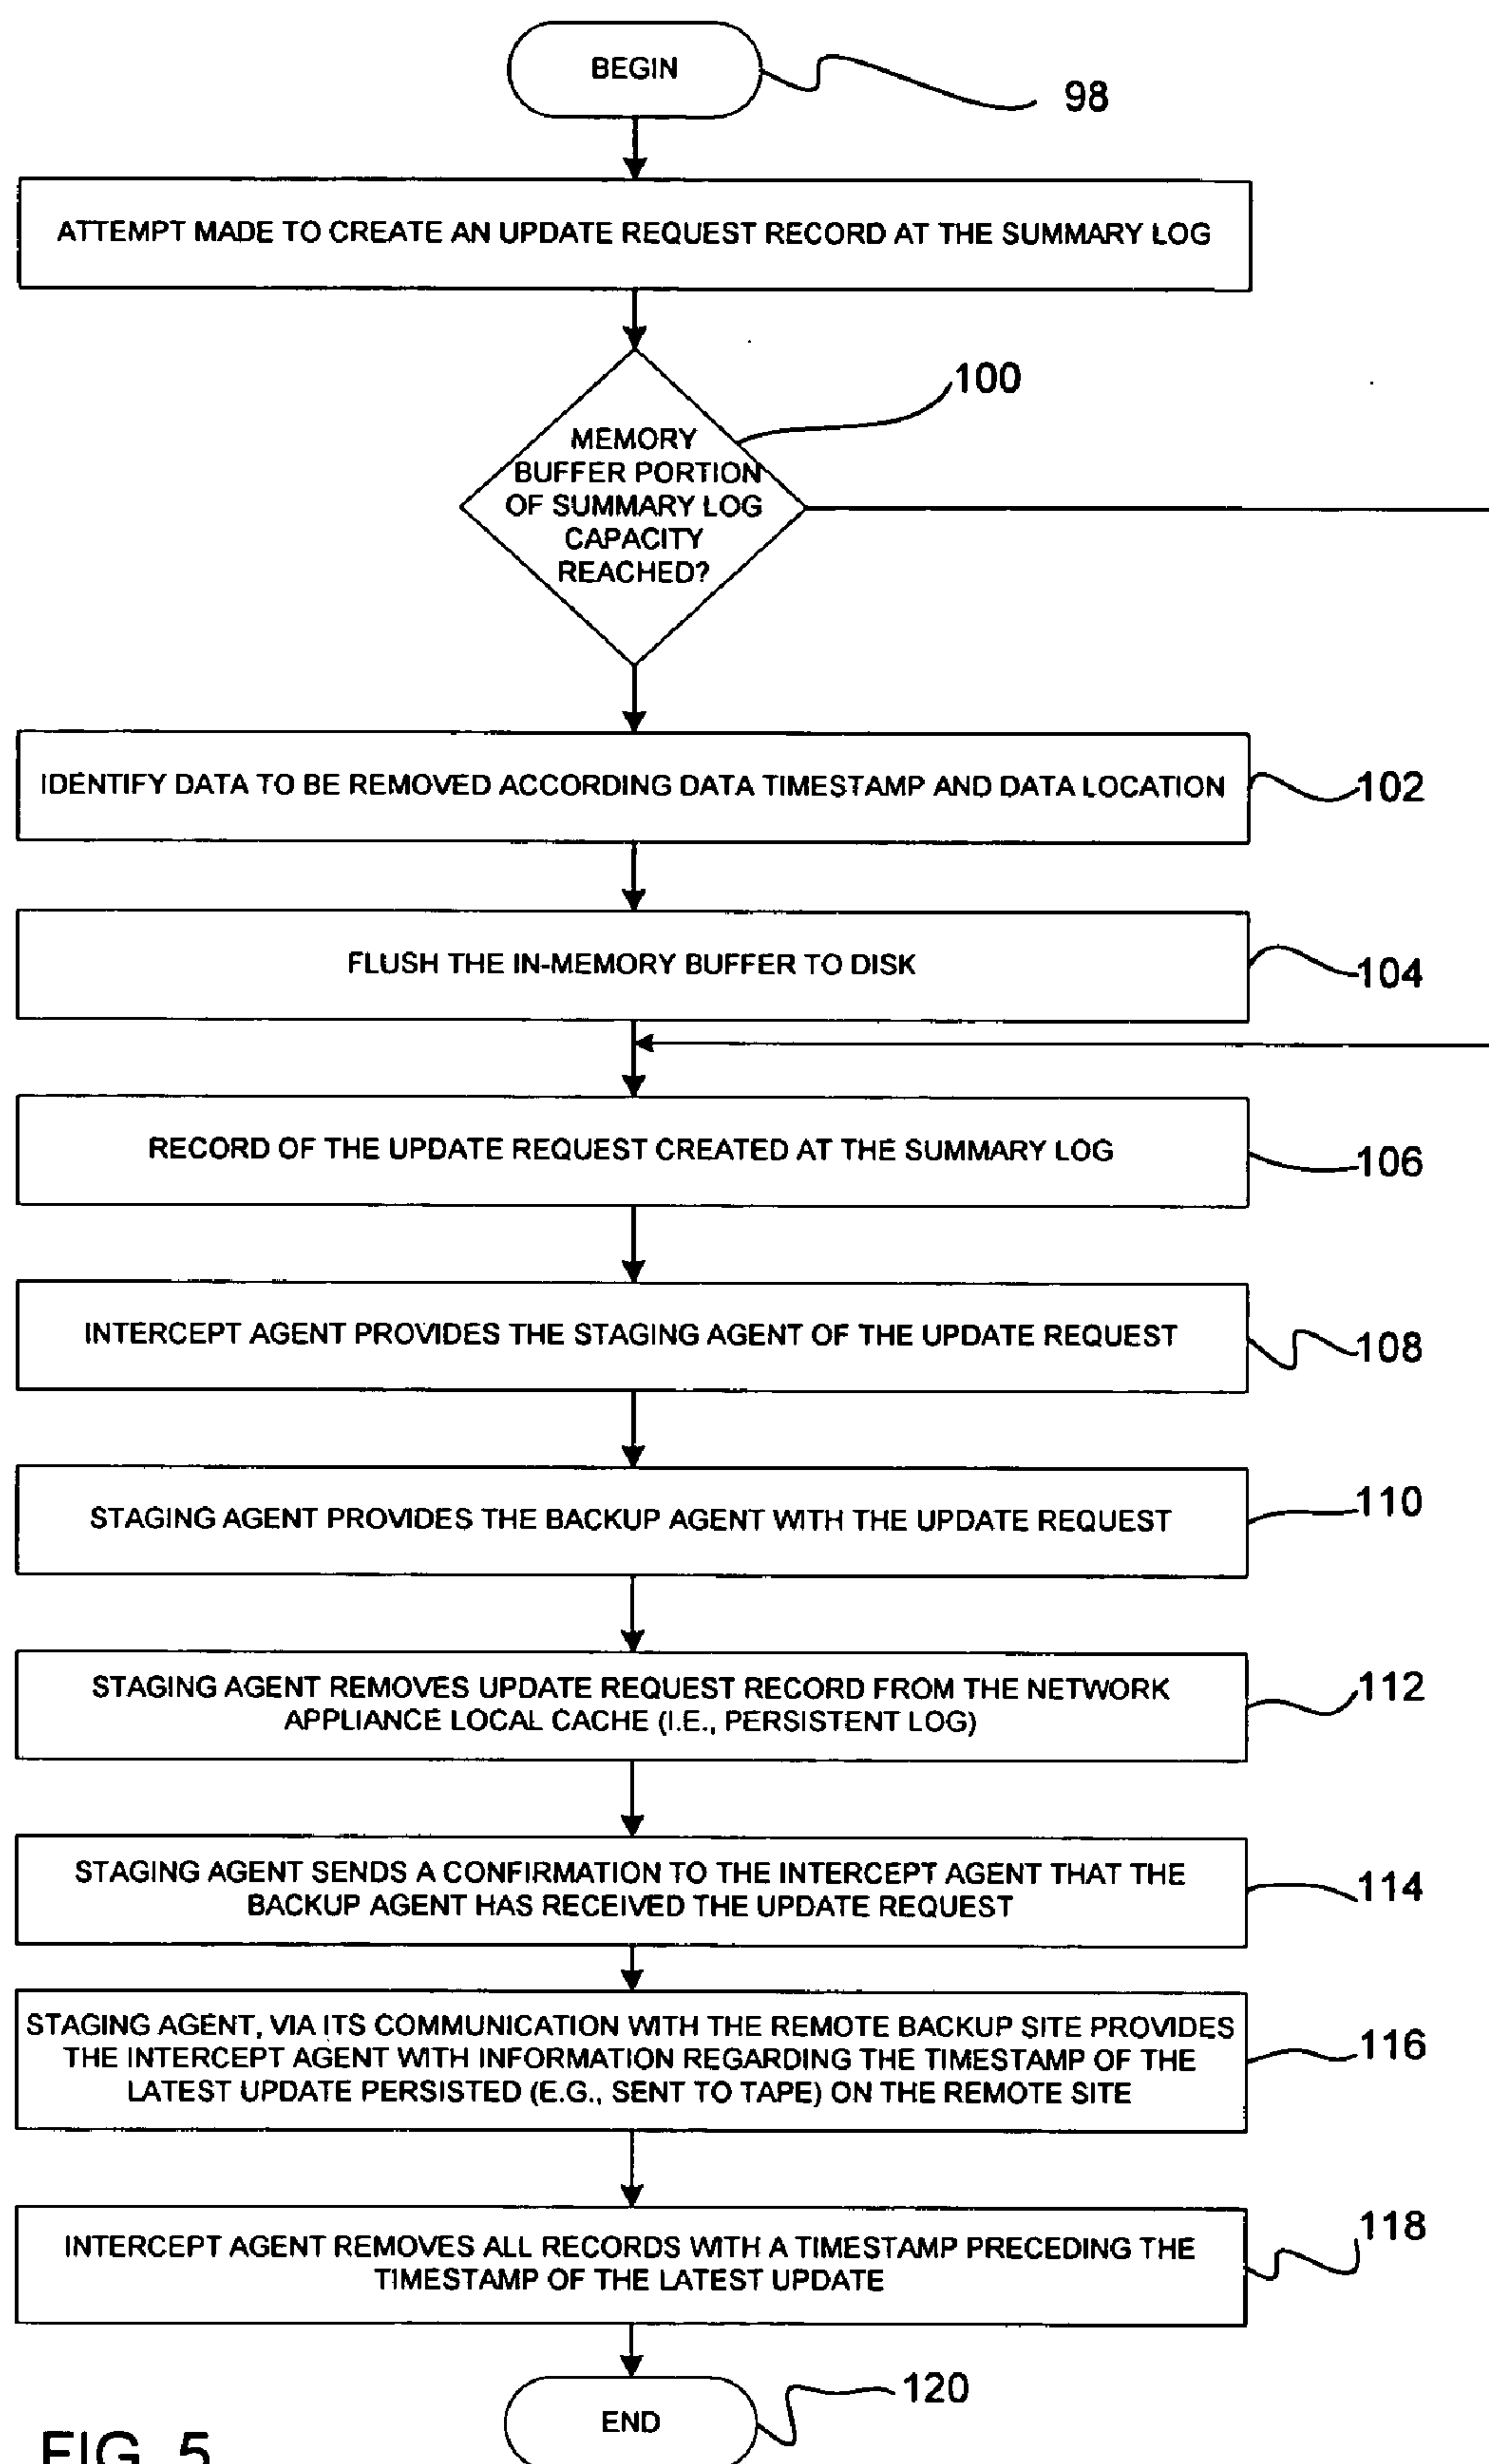 BEGIN
98
ATTEMPT MADE TO CREATE AN UPDATE REQUEST RECORD AT THE SUMMARY LOG
100
MEMORY
BUFFER PORTION
OF SUMMARY LOG
CAPACITY
REACHED?
IDENTIFY DATA TO BE REMOVED ACCORDING DATA TIMESTAMP AND DATA LOCATION
102
FLUSH THE IN-MEMORY BUFFER TO DISK
104
RECORD OF THE UPDATE REQUEST CREATED AT THE SUMMARY LOG
106
INTERCEPT AGENT PROVIDES THE STAGING AGENT OF THE UPDATE REQUEST
108
STAGING AGENT PROVIDES THE BACKUP AGENT WITH THE UPDATE REQUEST
110
STAGING AGENT REMOVES UPDATE REQUEST RECORD FROM THE NETWORK
APPLIANCE LOCAL CACHE (I.E., PERSISTENT LOG)
112
STAGING AGENT SENDS A CONFIRMATION TO THE INTERCEPT AGENT THAT THE
BACKUP AGENT HAS RECEIVED THE UPDATE REQUEST
114
STAGING AGENT, VIA ITS COMMUNICATION WITH THE REMOTE BACKUP SITE PROVIDES
THE INTERCEPT AGENT WITH INFORMATION REGARDING THE TIMESTAMP OF THE
LATEST UPDATE PERSISTED (E.G., SENT TO TAPE) ON THE REMOTE SITE
116
INTERCEPT AGENT REMOVES ALL RECORDS WITH A TIMESTAMP PRECEDING THE
TIMESTAMP OF THE LATEST UPDATE
118
END
120
FIG. 5